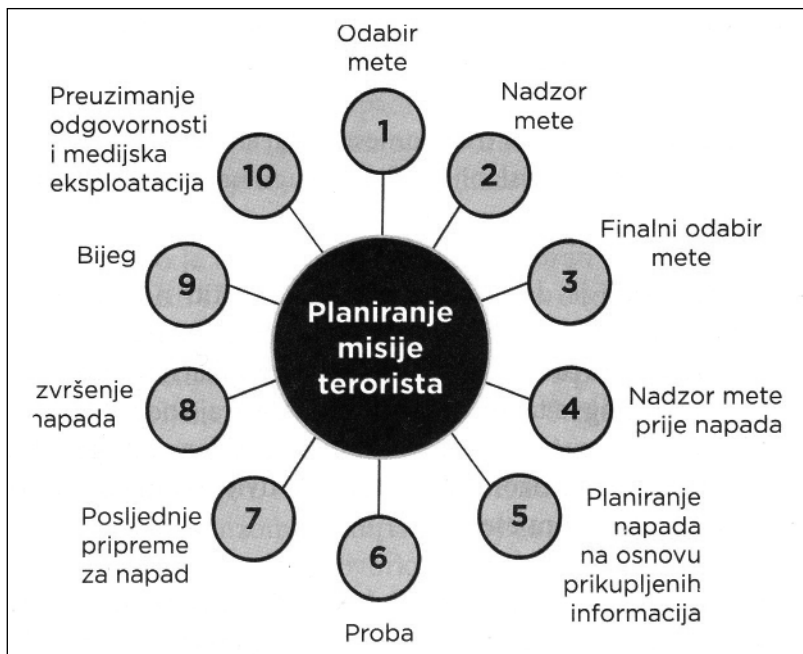 Planiranje
misije
terorista
1
Odabir
mete
2
Nadzor
mete
3
Finalni odabir
mete
4
Nadzor mete
prije napada
5
Planiranje
napada
na osnovu
prikupljenih
informacija
6
Proba
7
Posljednje
pripreme
za napad
8
zvršenje
napada
9
Bijeg
10
Preuzimanje
odgovornosti
i medijska
eksploatacija